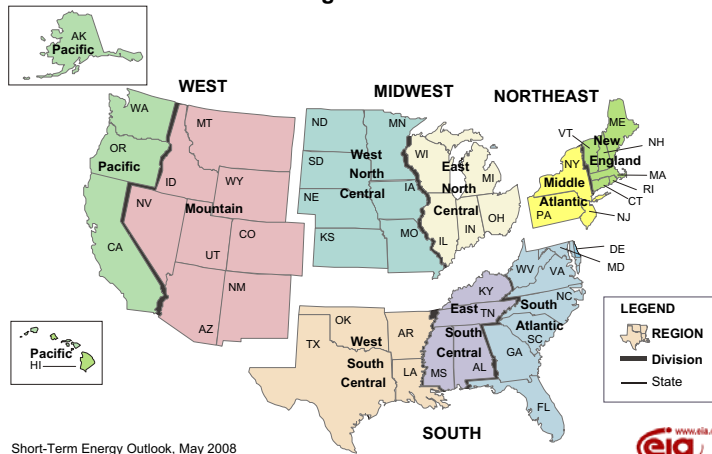 AK
Pacific
WEST
MIDWEST
NORTHEAST
WA
MT
OR
Pacific
ID
WY
NV
Mountain
CA
UT
CO
AZ
NM
ND
MN
SD
West
North
Central
NE
IA
KS
MO
WI
MI
East
North
Central
IL
IN
OH
VT
ME
New
England
NH
MA
RI
CT
NY
Middle
Atlantic
PA
NJ
DE
MD
WV
VA
KY
NC
East
South
Central
TN
South
Atlantic
SC
GA
MS
AL
FL
OK
AR
TX
West
South
Central
LA
SOUTH
Pacific
HI
LEGEND
REGION
Division
State
Short-Term Energy Outlook, May 2008
eia